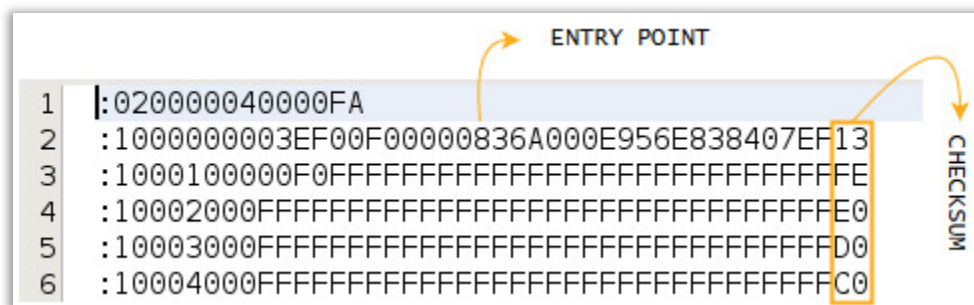 ENTRY POINT
1 :020000040000FA
2 :1000000003EF00F00000836A000E956E838407EF13
3 :1000100000F0FFFFFFFFFFFFFFFFFFFFFFFFFFFFFE
4 :10002000FFFFFFFFFFFFFFFFFFFFFFFFFFFFFFFFE0
5 :10003000FFFFFFFFFFFFFFFFFFFFFFFFFFFFFFFFD0
6 :10004000FFFFFFFFFFFFFFFFFFFFFFFFFFFFFFFFC0
CHECKSUM